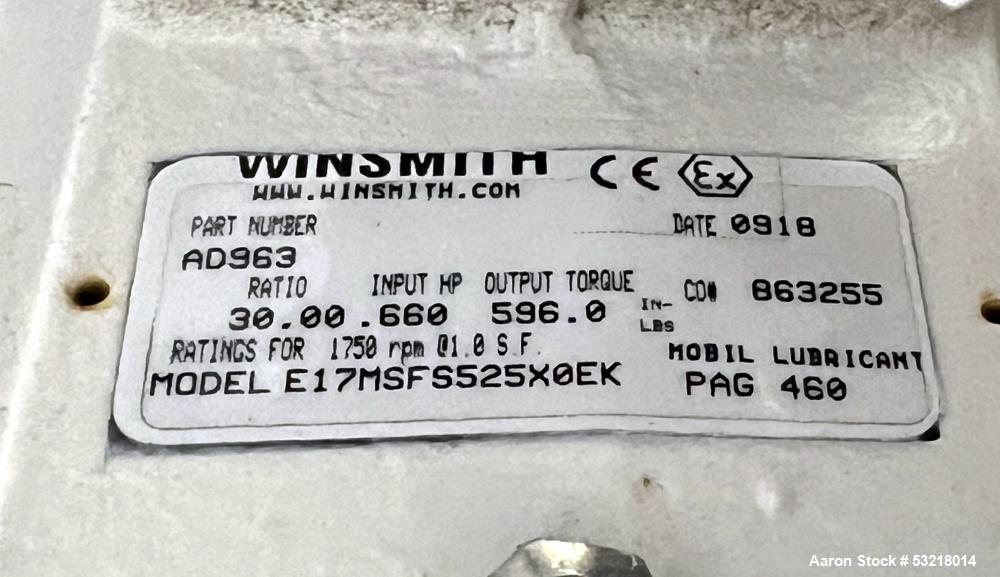 WINSMITH CE Ex
WWW.WINSMITH.COM
PART NUMBER DATE 0918
AD963
RATIO INPUT HP OUTPUT TORQUE
30.00 .660 596.0 IN-LBS CO# 863255
RATINGS FOR 1750 rpm @1.0 S.F.
MOBIL LUBRICANT
MODEL E17MSFS525X0EK PAG 460
Aaron Stock # 53218014